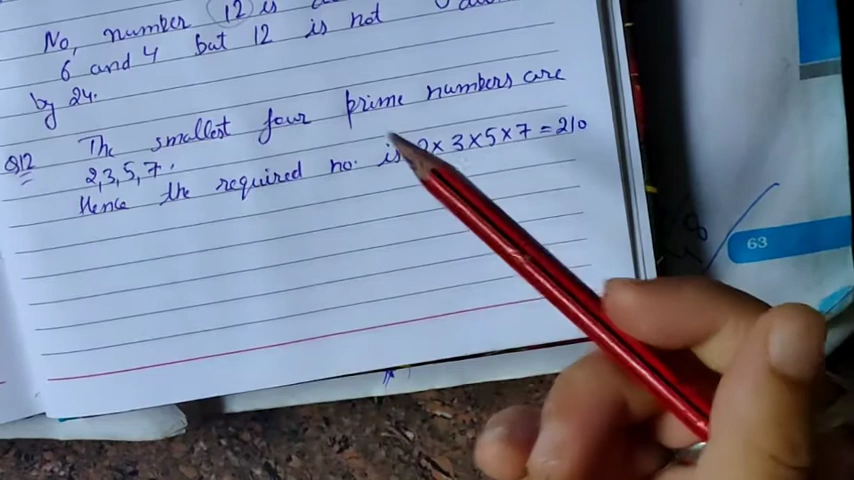 No, number 12 is
6 and 4 but 12 is not
by 24.
Q12 The smallest four prime numbers are
2,3,5,7.
Hence the required no. is 2×3×5×7=210
63